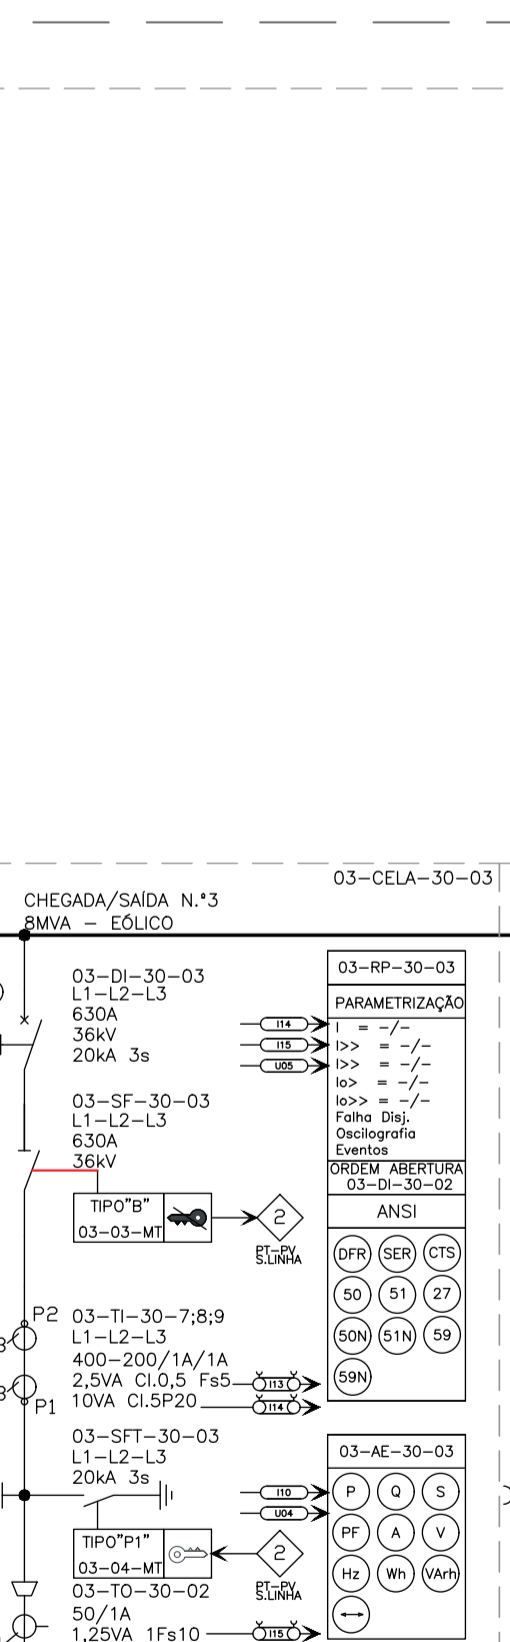 03-CELA-30-03
CHEGADA/SAÍDA N.º3
8MVA - EÓLICO
03-DI-30-03
L1-L2-L3
630A
36kV
20kA 3s
03-SF-30-03
L1-L2-L3
630A
36kV
TIPO"B"
03-03-MT
2
PT-PV
S.LINHA
P2
03-TI-30-7;8;9
L1-L2-L3
400-200/1A/1A
2,5VA Cl.0,5 Fs5
10VA Cl.5P20
P1
I13
I14
03-SFT-30-03
L1-L2-L3
20kA 3s
TIPO"P1"
03-04-MT
2
PT-PV
S.LINHA
03-TO-30-02
50/1A
1,25VA 1Fs10
I15
03-RP-30-03
PARAMETRIZAÇÃO
I14
I15
U05
I = -/-
I>> = -/-
I>> = -/-
Io> = -/-
Io>> = -/-
Falha Disj.
Oscilografia
Eventos
ORDEM ABERTURA
03-DI-30-02
ANSI
DFR SER CTS
50 51 27
50N 51N 59
59N
03-AE-30-03
I10
U04
P Q S
PF A V
Hz Wh VArh